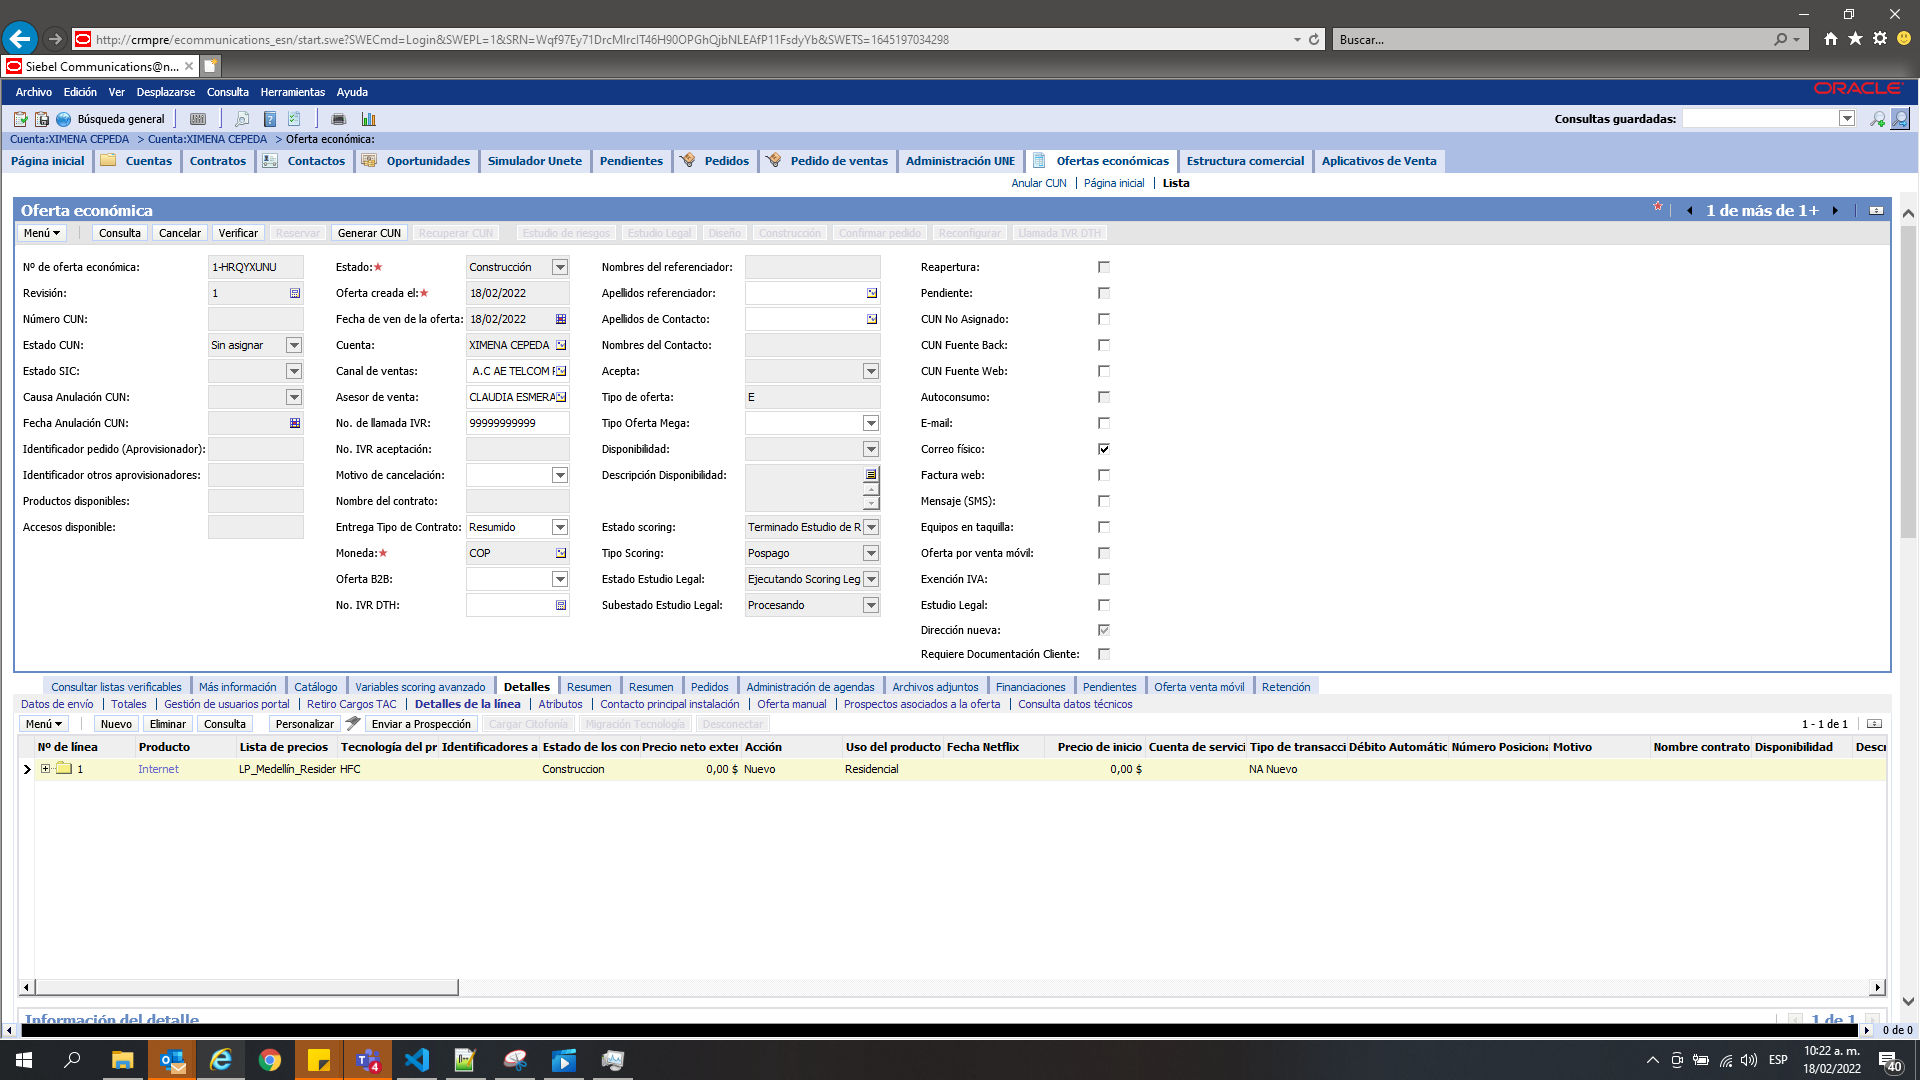 http://crmpre/ecommunications_esn/start.swe?SWECmd=Login&SWEPL=1&SRN=Wqf97Ey71DrcMIrcIT46H90OPGhQjbNLEAfP11FsdyYb&SWETS=1645197034298
Buscar...
Siebel Communications@n...
Archivo Edición Ver Desplazarse Consulta Herramientas Ayuda
ORACLE
Búsqueda general
Consultas guardadas:
Cuenta:XIMENA CEPEDA > Cuenta:XIMENA CEPEDA > Oferta económica:
Página inicial Cuentas Contratos Contactos Oportunidades Simulador Unete Pendientes Pedidos Pedido de ventas Administración UNE Ofertas económicas Estructura comercial Aplicativos de Venta
Anular CUN Página inicial Lista
Oferta económica
1 de más de 1+
Menú Consulta Cancelar Verificar Reservar Generar CUN Recuperar CUN Estudio de riesgos Estudio Legal Diseño Construcción Confirmar pedido Reconfigurar Llamada IVR DTH
Nº de oferta económica: 1-HRQYXUNU Estado:★ Construcción Nombres del referenciador: Reapertura:
Revisión: 1 Oferta creada el:★ 18/02/2022 Apellidos referenciador: Pendiente:
Número CUN: Fecha de ven de la oferta: 18/02/2022 Apellidos de Contacto: CUN No Asignado:
Estado CUN: Sin asignar Cuenta: XIMENA CEPEDA Nombres del Contacto: CUN Fuente Back:
Estado SIC: Canal de ventas: A.C AE TELCOM F Acepta: CUN Fuente Web:
Causa Anulación CUN: Asesor de venta: CLAUDIA ESMERA Tipo de oferta: E Autoconsumo:
Fecha Anulación CUN: No. de llamada IVR: 99999999999 Tipo Oferta Mega: E-mail:
Identificador pedido (Aprovisionador): No. IVR aceptación: Disponibilidad: Correo físico:
Identificador otros aprovisionadores: Motivo de cancelación: Descripción Disponibilidad: Factura web:
Productos disponibles: Nombre del contrato: Mensaje (SMS):
Accesos disponible: Entrega Tipo de Contrato: Resumido Estado scoring: Terminado Estudio de R Equipos en taquilla:
Moneda:★ COP Tipo Scoring: Pospago Oferta por venta móvil:
Oferta B2B: Estado Estudio Legal: Ejecutando Scoring Leg Exención IVA:
No. IVR DTH: Subestado Estudio Legal: Procesando Estudio Legal:
Dirección nueva:
Requiere Documentación Cliente:
Consultar listas verificables Más información Catálogo Variables scoring avanzado Detalles Resumen Resumen Pedidos Administración de agendas Archivos adjuntos Financiaciones Pendientes Oferta venta móvil Retención
Datos de envío Totales Gestión de usuarios portal Retiro Cargos TAC Detalles de la línea Atributos Contacto principal instalación Oferta manual Prospectos asociados a la oferta Consulta datos técnicos
Menú Nuevo Eliminar Consulta Personalizar Enviar a Prospección Cargar Citofonía Migración Tecnología Desconectar 1 - 1 de 1
Nº de línea Producto Lista de precios Tecnología del pr Identificadores a Estado de los con Precio neto exter Acción Uso del producto Fecha Netflix Precio de inicio Cuenta de servici Tipo de transacci Débito Automátic Número Posiciona Motivo Nombre contrato Disponibilidad Descri
1 Internet LP_Medellín_Resider HFC Construccion 0,00 $ Nuevo Residencial 0,00 $ NA Nuevo
Información del detalle
1 de 1
0 de 0
4
ESP
10:22 a. m.
18/02/2022
40